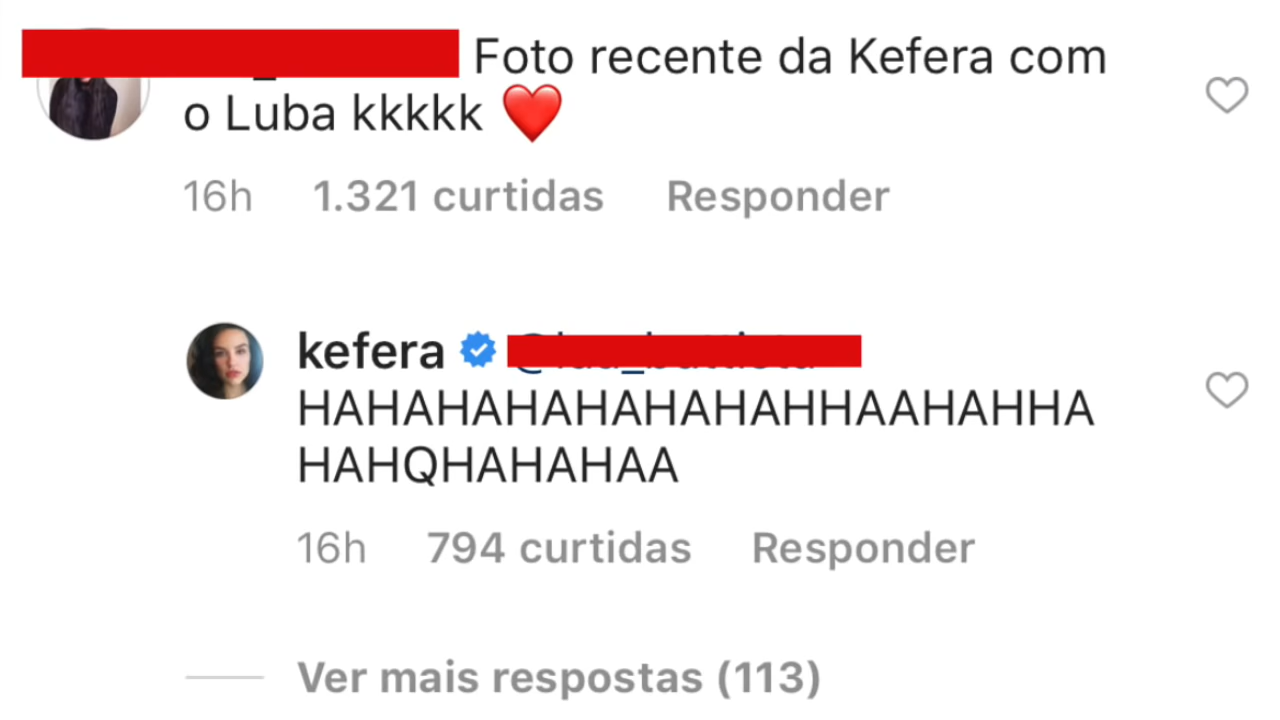 Foto recente da Kefera com
o Luba kkkkk ❤️
16h 1.321 curtidas Responder
kefera
HAHAHAHAHAHAHAHHAAHAHHA
HAHQHAHAHAA
16h 794 curtidas Responder
Ver mais respostas (113)